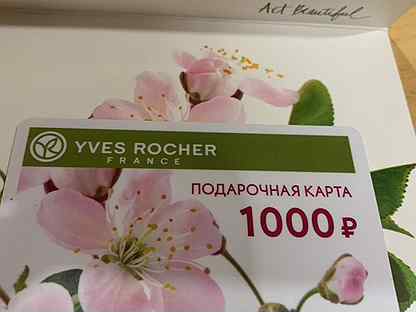 Act Beautiful
YVES ROCHER
FRANCE
ПОДАРОЧНАЯ КАРТА
1000 ₽